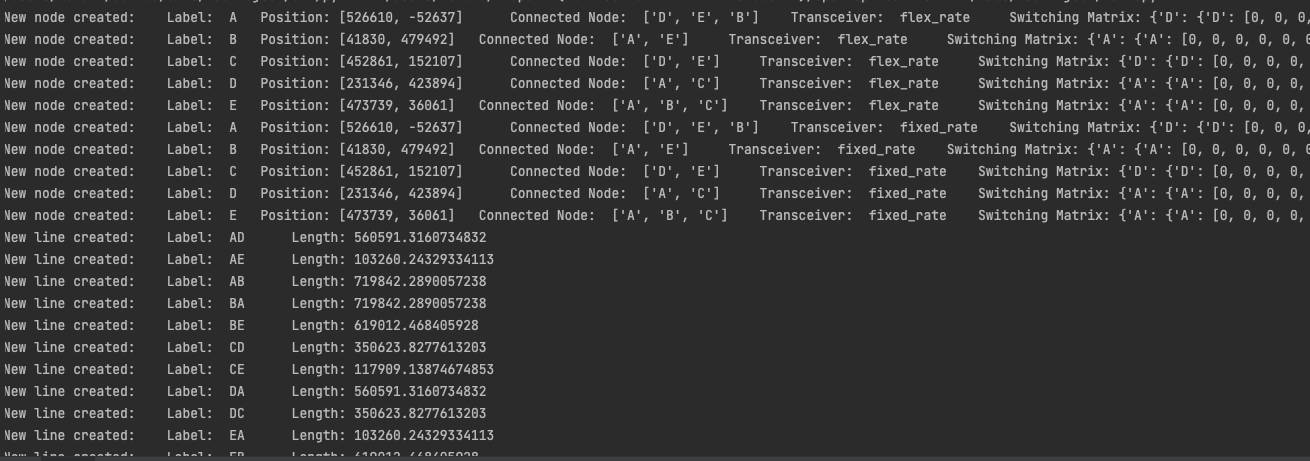 New node created:    Label:  A   Position: [526610, -52637]      Connected Node:  ['D', 'E', 'B']    Transceiver:  flex_rate     Switching Matrix: {'D': {'D': [0, 0, 0,
New node created:    Label:  B   Position: [41830, 479492]   Connected Node:  ['A', 'E']     Transceiver:  flex_rate     Switching Matrix: {'A': {'A': [0, 0, 0, 0, 0, 0
New node created:    Label:  C   Position: [452861, 152107]      Connected Node:  ['D', 'E']     Transceiver:  flex_rate     Switching Matrix: {'D': {'D': [0, 0, 0, 0,
New node created:    Label:  D   Position: [231346, 423894]      Connected Node:  ['A', 'C']     Transceiver:  flex_rate     Switching Matrix: {'A': {'A': [0, 0, 0, 0,
New node created:    Label:  E   Position: [473739, 36061]   Connected Node:  ['A', 'B', 'C']    Transceiver:  flex_rate     Switching Matrix: {'A': {'A': [0, 0, 0, 0,
New node created:    Label:  A   Position: [526610, -52637]      Connected Node:  ['D', 'E', 'B']    Transceiver:  fixed_rate    Switching Matrix: {'D': {'D': [0, 0, 0,
New node created:    Label:  B   Position: [41830, 479492]   Connected Node:  ['A', 'E']     Transceiver:  fixed_rate    Switching Matrix: {'A': {'A': [0, 0, 0, 0, 0, 0
New node created:    Label:  C   Position: [452861, 152107]      Connected Node:  ['D', 'E']     Transceiver:  fixed_rate    Switching Matrix: {'D': {'D': [0, 0, 0, 0,
New node created:    Label:  D   Position: [231346, 423894]      Connected Node:  ['A', 'C']     Transceiver:  fixed_rate    Switching Matrix: {'A': {'A': [0, 0, 0, 0,
New node created:    Label:  E   Position: [473739, 36061]   Connected Node:  ['A', 'B', 'C']    Transceiver:  fixed_rate    Switching Matrix: {'A': {'A': [0, 0, 0, 0,
New line created:    Label:  AD      Length: 560591.3160734832
New line created:    Label:  AE      Length: 103260.24329334113
New line created:    Label:  AB      Length: 719842.2890057238
New line created:    Label:  BA      Length: 719842.2890057238
New line created:    Label:  BE      Length: 619012.468405928
New line created:    Label:  CD      Length: 350623.8277613203
New line created:    Label:  CE      Length: 117909.13874674853
New line created:    Label:  DA      Length: 560591.3160734832
New line created:    Label:  DC      Length: 350623.8277613203
New line created:    Label:  EA      Length: 103260.24329334113
New line created:    Label:  EB      Length: 619012.468405928